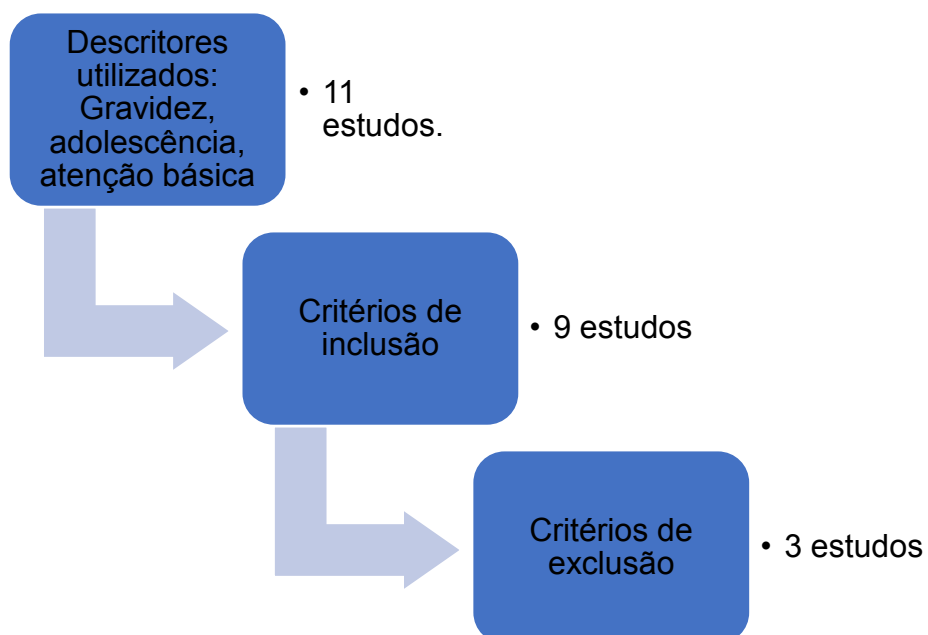 Descritores
utilizados:
Gravidez,
adolescência,
atenção básica
• 11
estudos.
Critérios de
inclusão
• 9 estudos
Critérios de
exclusão
• 3 estudos